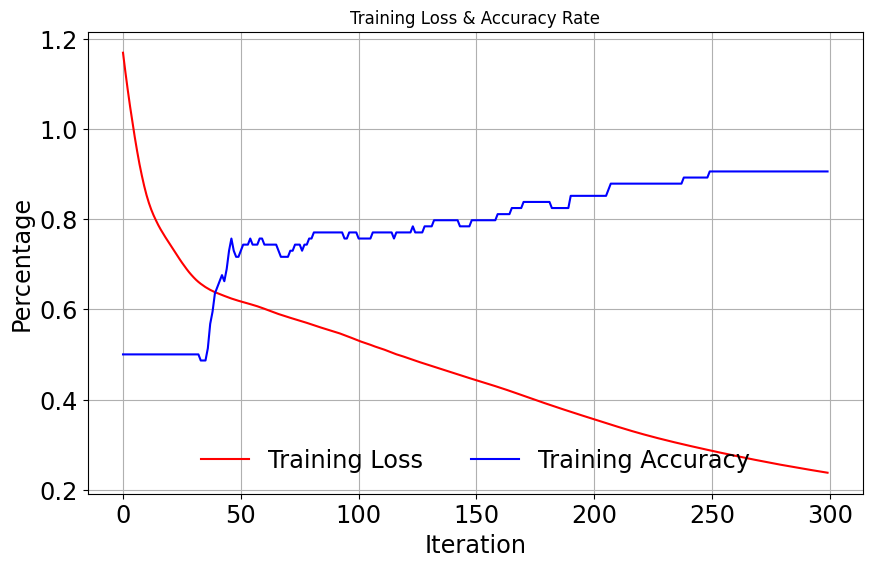 Training Loss & Accuracy Rate
1.2
1.0
0.8
0.6
0.4
0.2
Percentage
Training Loss
Training Accuracy
0 50 100 150 200 250 300
Iteration